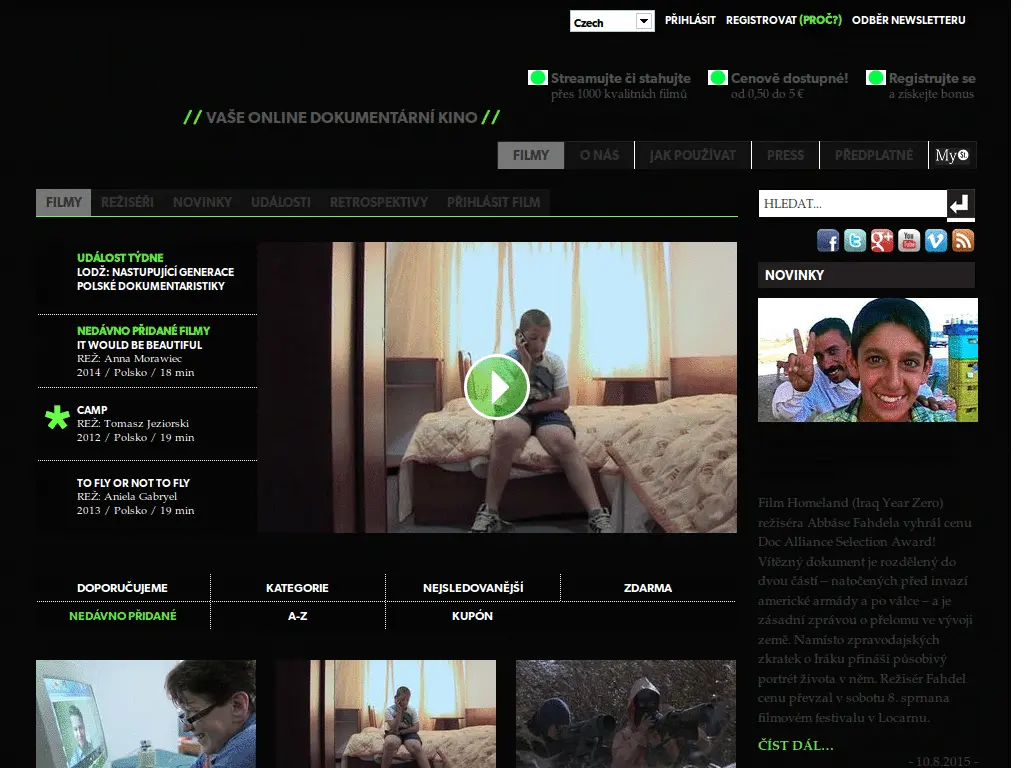 Czech
PŘIHLÁSIT REGISTROVAT (PROČ?) ODBĚR NEWSLETTERU
Streamujte či stahujte
přes 1000 kvalitních filmů
Cenově dostupné!
od 0,50 do 5 €
Registrujte se
a získejte bonus
// VAŠE ONLINE DOKUMENTÁRNÍ KINO //
FILMY O NÁS JAK POUŽÍVAT PRESS PŘEDPLATNÉ My
FILMY REŽISÉŘI NOVINKY UDÁLOSTI RETROSPEKTIVY PŘIHLÁSIT FILM
HLEDAT...
UDÁLOST TÝDNE
LODŽ: NASTUPUJÍCÍ GENERACE
POLSKÉ DOKUMENTARISTIKY
NEDÁVNO PŘIDANÉ FILMY
IT WOULD BE BEAUTIFUL
REŽ: Anna Morawiec
2014 / Polsko / 18 min
CAMP
REŽ: Tomasz Jeziorski
2012 / Polsko / 19 min
TO FLY OR NOT TO FLY
REŽ: Aniela Gabryel
2013 / Polsko / 19 min
You
Tube
NOVINKY
Film Homeland (Iraq Year Zero)
režiséra Abbáse Fahdela vyhrál cenu
Doc Alliance Selection Award!
Vítězný dokument je rozdělený do
dvou částí – natočených před invazí
americké armády a po válce – a je
zásadní zprávou o přelomu ve vývoji
země. Namísto zpravodajských
zkratek o Iráku přináší působivý
portrét života v něm. Režisér Fahdel
cenu převzal v sobotu 8. srpna na
filmovém festivalu v Locarnu.
ČÍST DÁL...
- 10.8.2015 -
DOPORUČUJEME KATEGORIE NEJSLEDOVANĚJŠÍ ZDARMA
NEDÁVNO PŘIDANÉ A-Z KUPÓN